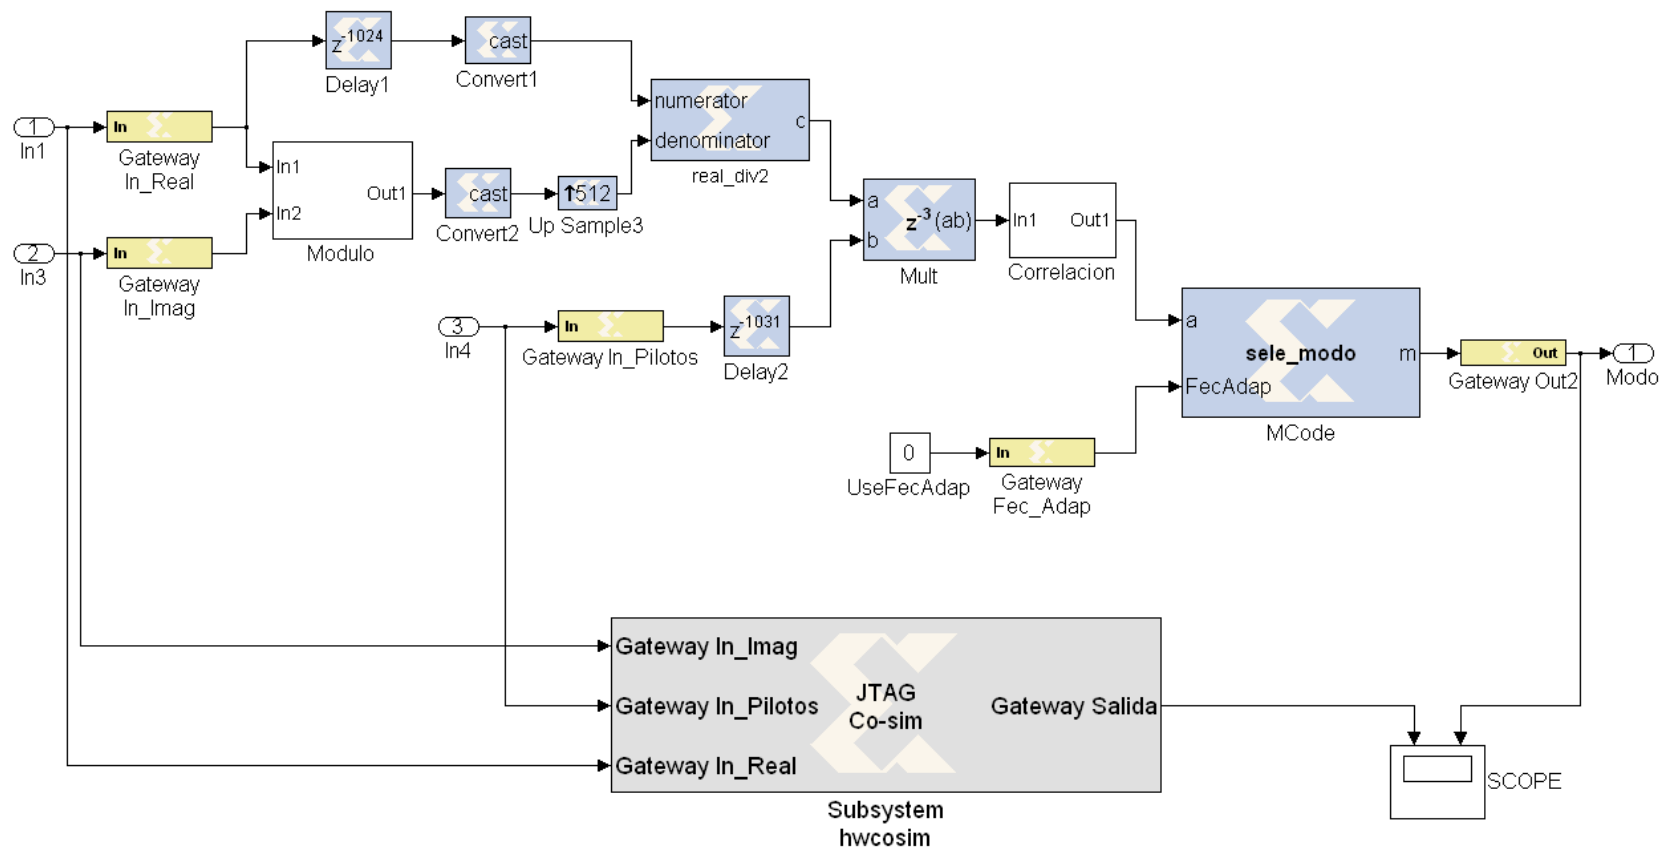 z-1024
Delay1
cast
Convert1
numerator
denominator
c
real_div2
1
In1
In
Gateway
In_Real
In1
In2
Out1
Modulo
cast
Convert2
↑512
Up Sample3
2
In3
In
Gateway
In_Imag
a
b
z-3 (ab)
Mult
In1
Out1
Correlacion
3
In4
In
Gateway In_Pilotos
z-1031
Delay2
a
FecAdap
sele_modo
m
MCode
Out
Gateway Out2
1
Modo
0
UseFecAdap
In
Gateway
Fec_Adap
Gateway In_Imag
Gateway In_Pilotos
Gateway In_Real
JTAG
Co-sim
Gateway Salida
Subsystem
hwcosim
SCOPE